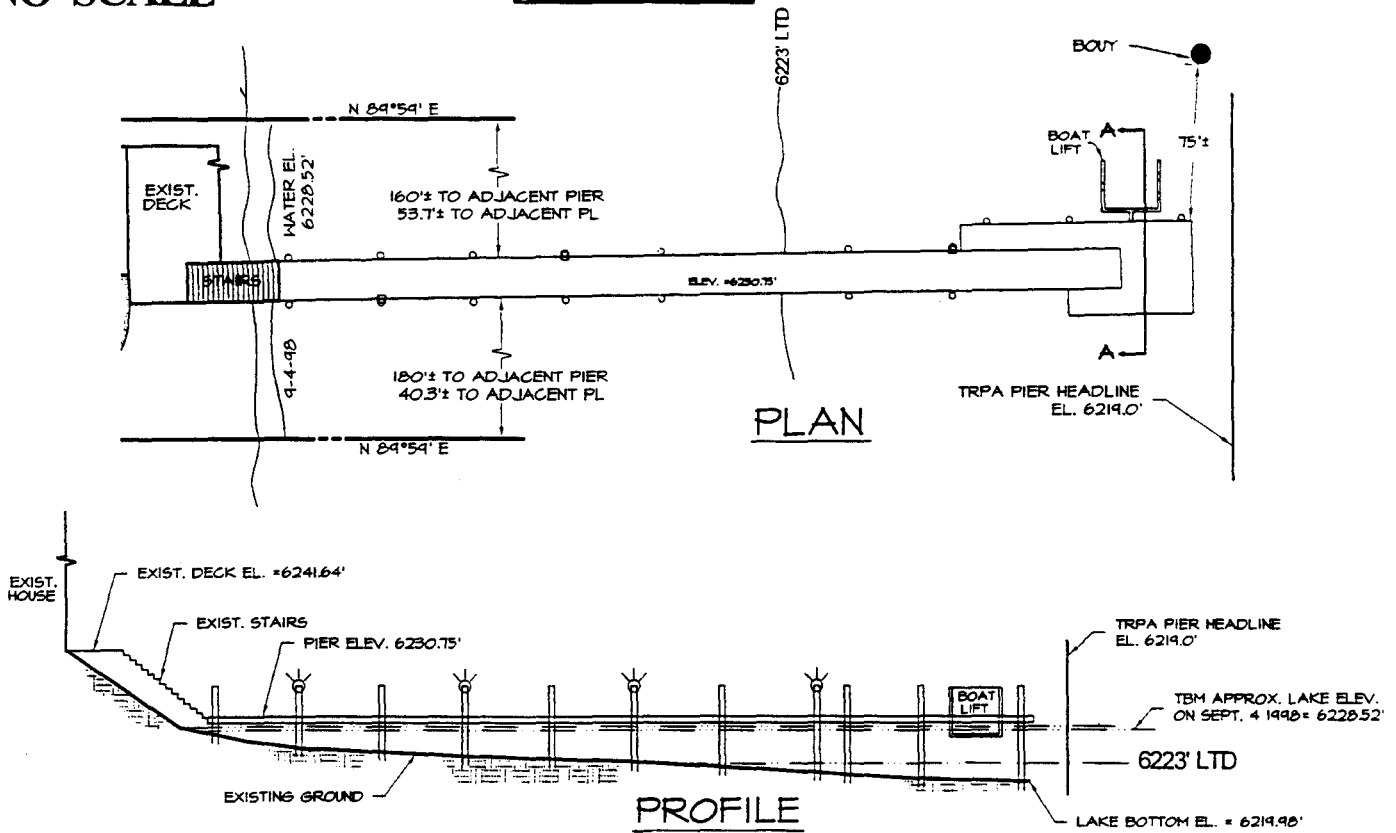 NO SCALE
6223' LTD
BOUY
N 89°59' E
BOAT
LIFT
A
75'±
EXIST.
DECK
WATER EL.
6228.52'
160'± TO ADJACENT PIER
53.7'± TO ADJACENT PL
STAIRS
ELEV. =6230.75'
9-4-98
180'± TO ADJACENT PIER
40.3'± TO ADJACENT PL
A
TRPA PIER HEADLINE
EL. 6219.0'
PLAN
N 89°59' E
EXIST.
HOUSE
EXIST. DECK EL. =6241.64'
EXIST. STAIRS
PIER ELEV. 6230.75'
TRPA PIER HEADLINE
EL. 6219.0'
BOAT
LIFT
TBM APPROX. LAKE ELEV.
ON SEPT. 4 1998= 6228.52'
6223' LTD
EXISTING GROUND
PROFILE
LAKE BOTTOM EL. = 6219.98'